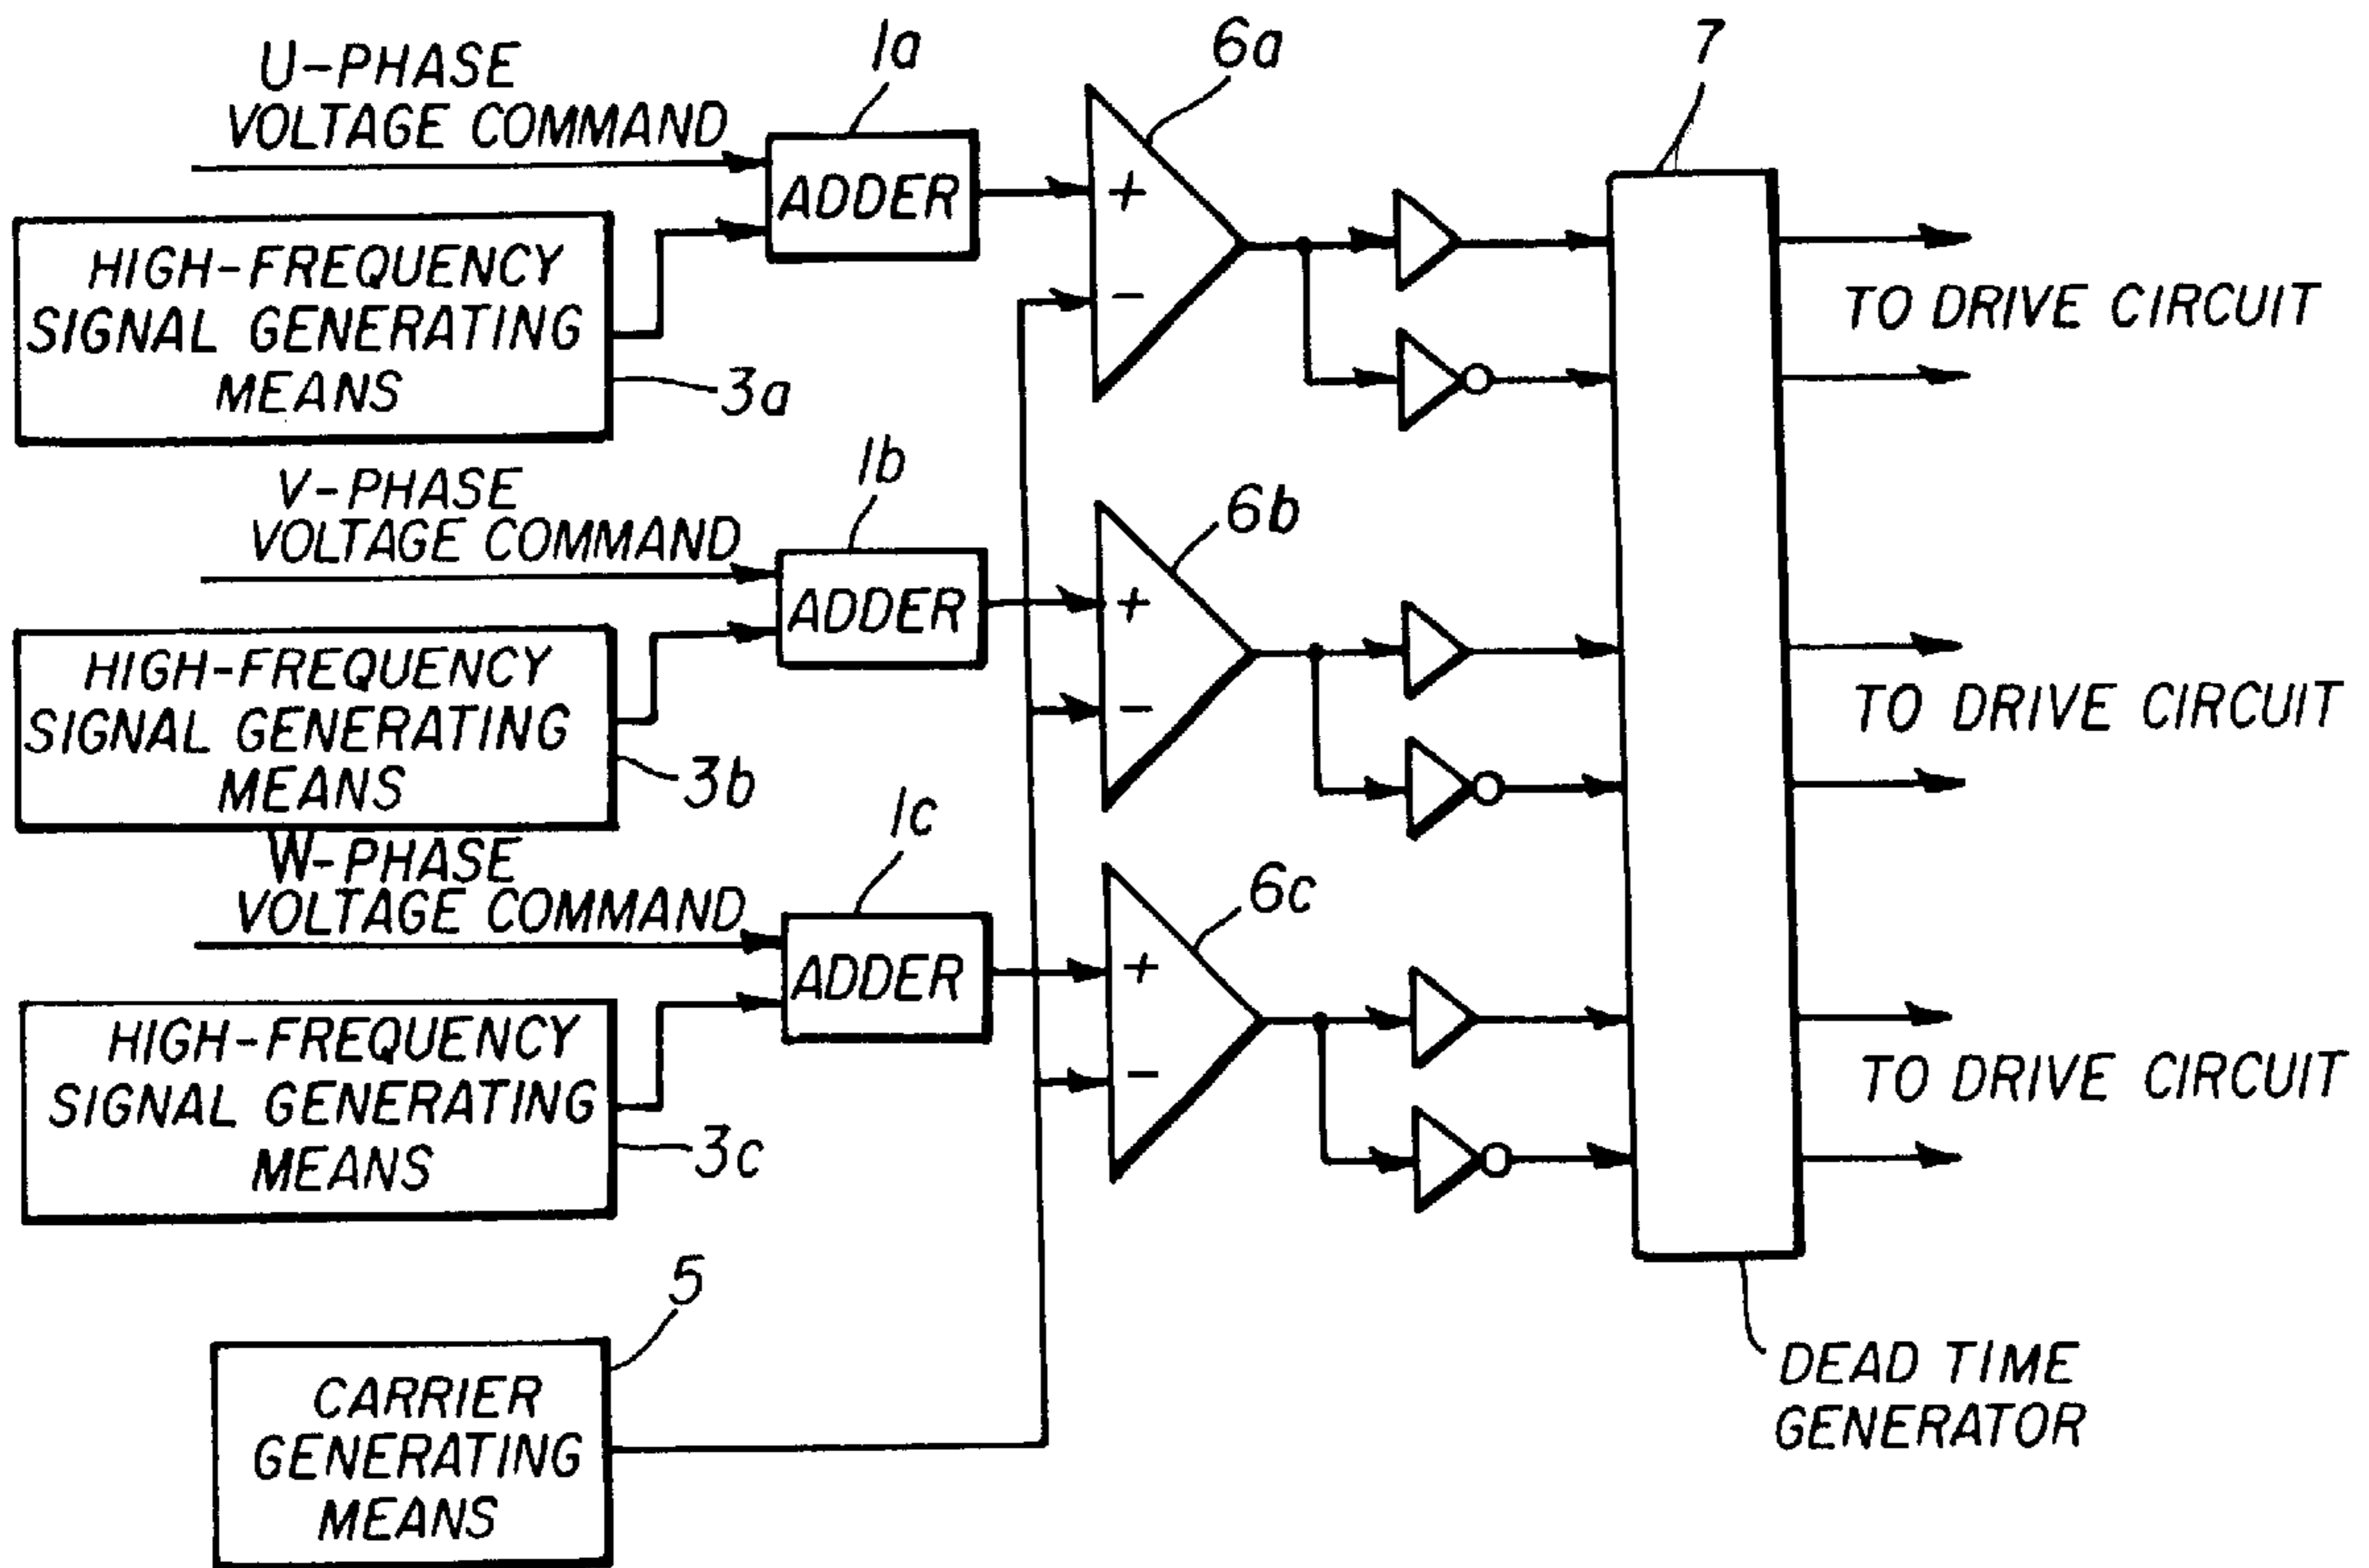 U-PHASE
VOLTAGE COMMAND
1a
6a
7
ADDER
+
−
HIGH-FREQUENCY
SIGNAL GENERATING
MEANS
3a
TO DRIVE CIRCUIT
V-PHASE
VOLTAGE COMMAND
1b
6b
ADDER
+
−
HIGH-FREQUENCY
SIGNAL GENERATING
MEANS
3b
TO DRIVE CIRCUIT
W-PHASE
VOLTAGE COMMAND
1c
6c
ADDER
+
−
HIGH-FREQUENCY
SIGNAL GENERATING
MEANS
3c
TO DRIVE CIRCUIT
5
CARRIER
GENERATING
MEANS
DEAD TIME
GENERATOR